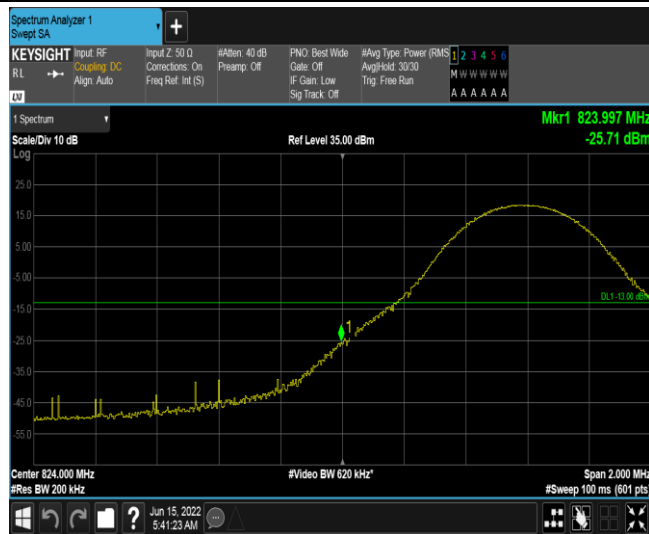 Spectrum Analyzer 1
Swept SA
+
KEYSIGHT Input: RF Input Z: 50 Ω #Atten: 40 dB PNO: Best Wide #Avg Type: Power (RMS 1 2 3 4 5 6
RL Coupling: DC Corrections: On Preamp: Off Gate: Off Avg|Hold: 30/30 M W W W W W
Align: Auto Freq Ref: Int (S) IF Gain: Low Trig: Free Run
Sig Track: Off A A A A A A
LXI
1 Spectrum Mkr1 823.997 MHz
Scale/Div 10 dB Ref Level 35.00 dBm -25.71 dBm
Log
25.0
15.0
5.00
-5.00
DL1 -13.00 dBm
-15.0
1
-25.0
-35.0
-45.0
-55.0
Center 824.000 MHz #Video BW 620 kHz* Span 2.000 MHz
#Res BW 200 kHz #Sweep 100 ms (601 pts)
? Jun 15, 2022
5:41:23 AM